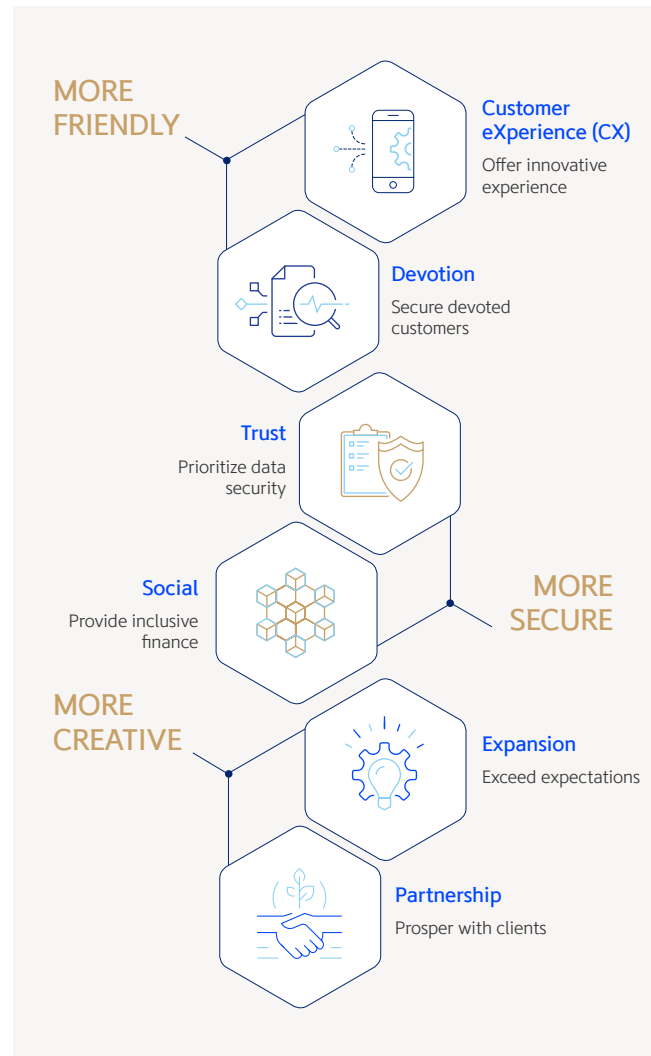 MORE
FRIENDLY
Customer
eXperience (CX)
Offer innovative
experience
Devotion
Secure devoted
customers
Trust
Prioritize data
security
Social
Provide inclusive
finance
MORE
SECURE
MORE
CREATIVE
Expansion
Exceed expectations
Partnership
Prosper with clients